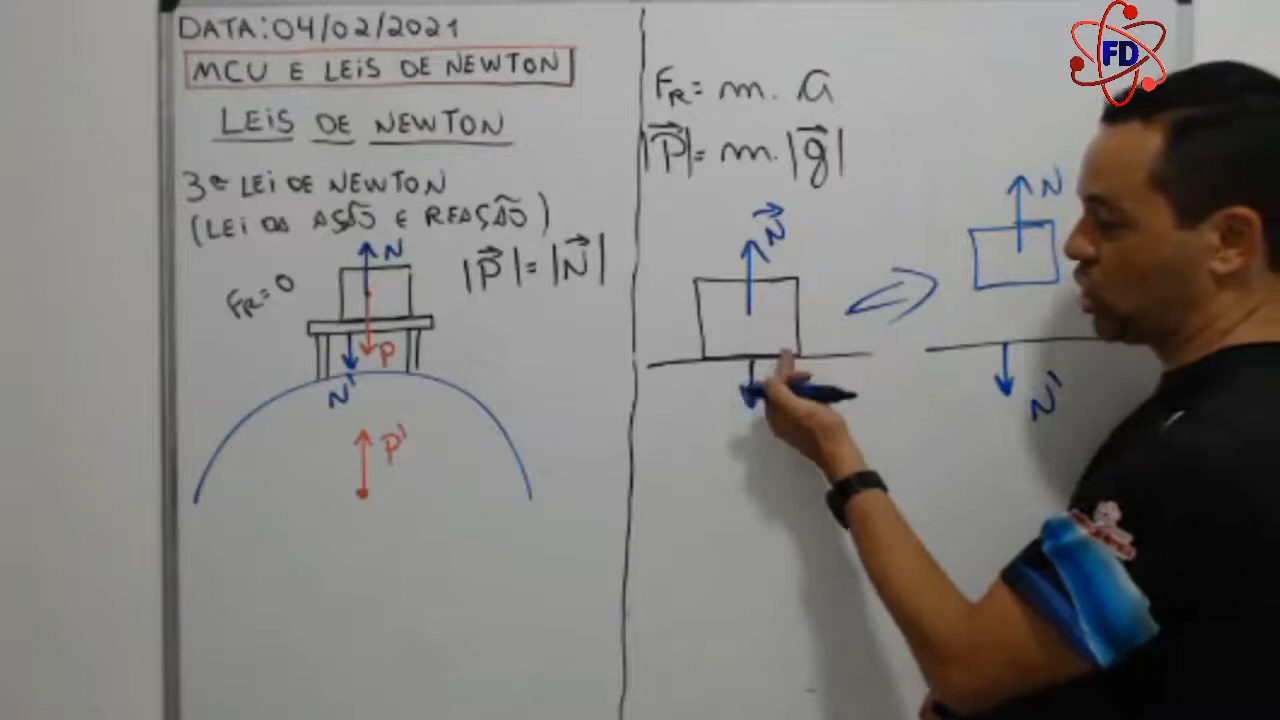 DATA: 04/02/2021
MCU E LEIS DE NEWTON
LEIS DE NEWTON
3ª LEI DE NEWTON
(LEI DA AÇÃO E REAÇÃO)
FR=0
N
|P|=|N|
P
N'
P'
FR= m. a
|P|= m. |g|
N
N
N'
FD